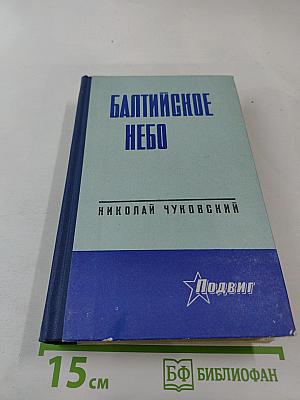 БАЛТИЙСКОЕ
НЕБО
НИКОЛАЙ ЧУКОВСКИЙ
Подвиг
15 см
БФ БИБЛИОФАН